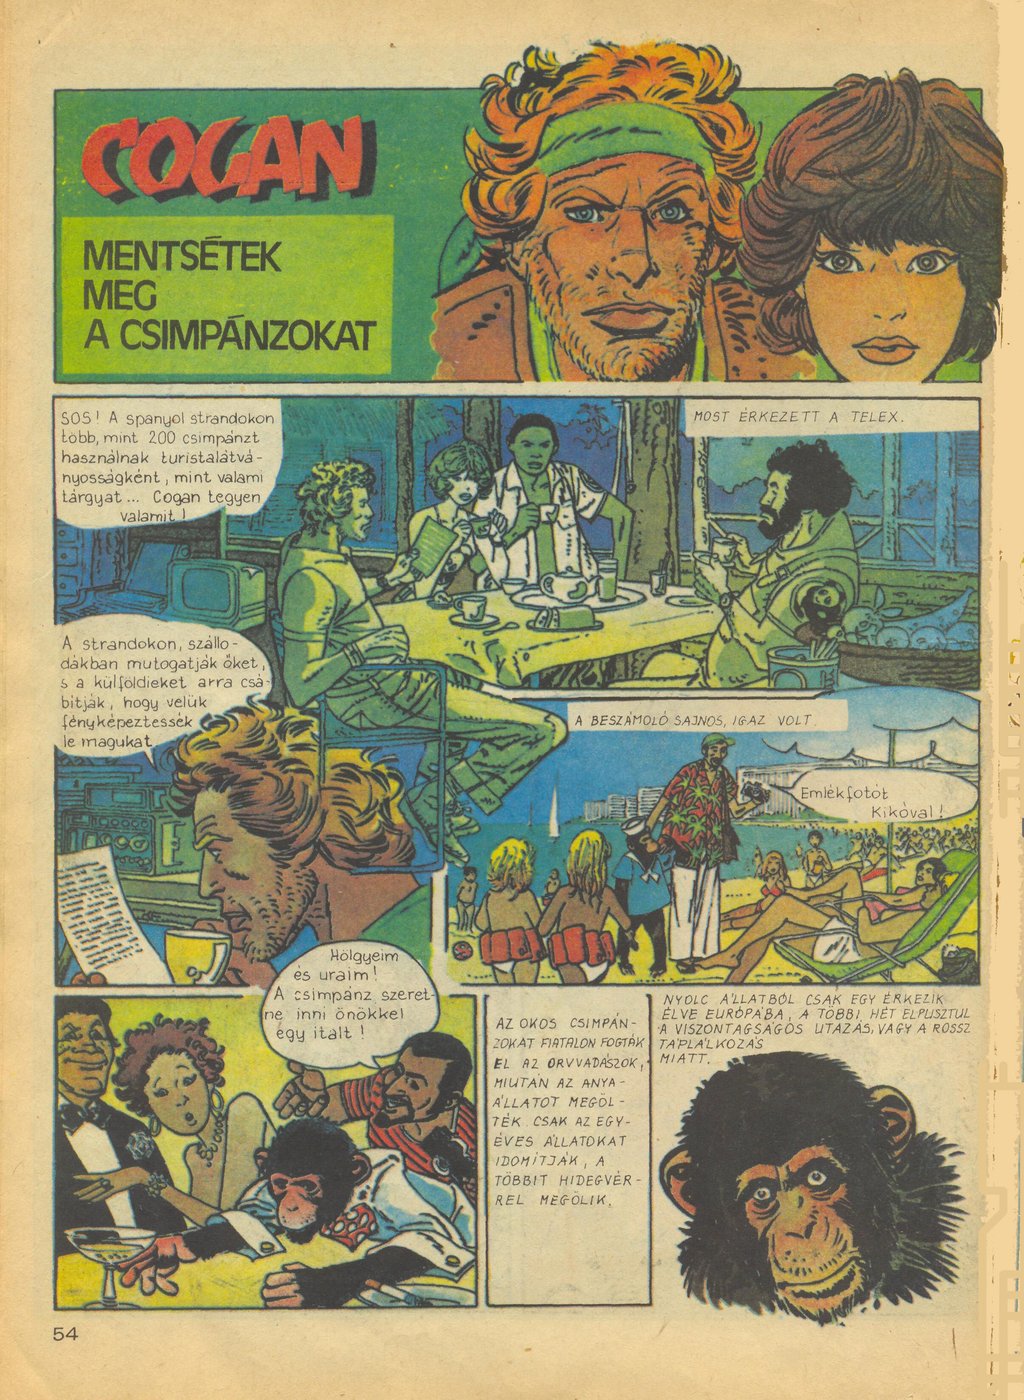 COGAN
MENTSÉTEK
MEG
A CSIMPÁNZOKAT
SOS! A spanyol strandokon
több, mint 200 csimpánzt
használnak turistalátvá-
nyosságként, mint valami
tárgyat... Cogan tegyen
valamit!
MOST ÉRKEZETT A TELEX.
A strandokon, szállo-
dákban mutogatják őket,
s a külföldieket arra csá-
bítják, hogy velük
fényképeztessék
le magukat
A BESZÁMOLÓ SAJNOS, IGAZ VOLT.
Emlékfotót
Kikóval!
Hölgyeim
és uraim!
A csimpánz szeret-
ne inni önökkel
egy italt!
AZ OKOS CSIMPÁN-
ZOKAT FIATALON FOGTÁK
EL AZ ORVVADÁSZOK,
MIUTÁN AZ ANYA-
ÁLLATOT MEGÖL-
TÉK. CSAK AZ EGY-
ÉVES ÁLLATOKAT
IDOMÍTJÁK, A
TÖBBIT HIDEGVÉR-
REL MEGÖLIK.
NYOLC ÁLLATBÓL CSAK EGY ÉRKEZIK
ÉLVE EURÓPÁBA, A TÖBBI HÉT ELPUSZTUL
A VISZONTAGSÁGOS UTAZÁS, VAGY A ROSSZ
TÁPLÁLKOZÁS
MIATT.
54